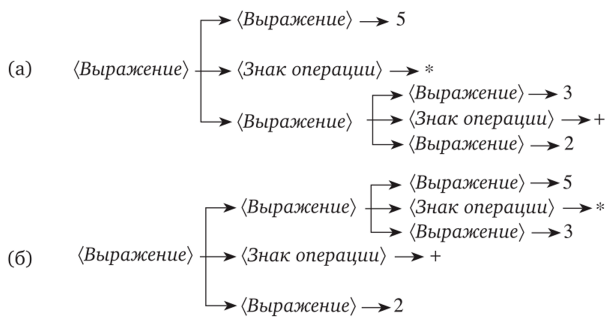 ⟨Выражение⟩ → 5
(а) ⟨Выражение⟩ → ⟨Знак операции⟩ → *
⟨Выражение⟩ → 3
⟨Выражение⟩ → ⟨Знак операции⟩ → +
⟨Выражение⟩ → 2
⟨Выражение⟩ → 5
⟨Выражение⟩ → ⟨Знак операции⟩ → *
⟨Выражение⟩ → 3
(б) ⟨Выражение⟩ → ⟨Знак операции⟩ → +
⟨Выражение⟩ → 2